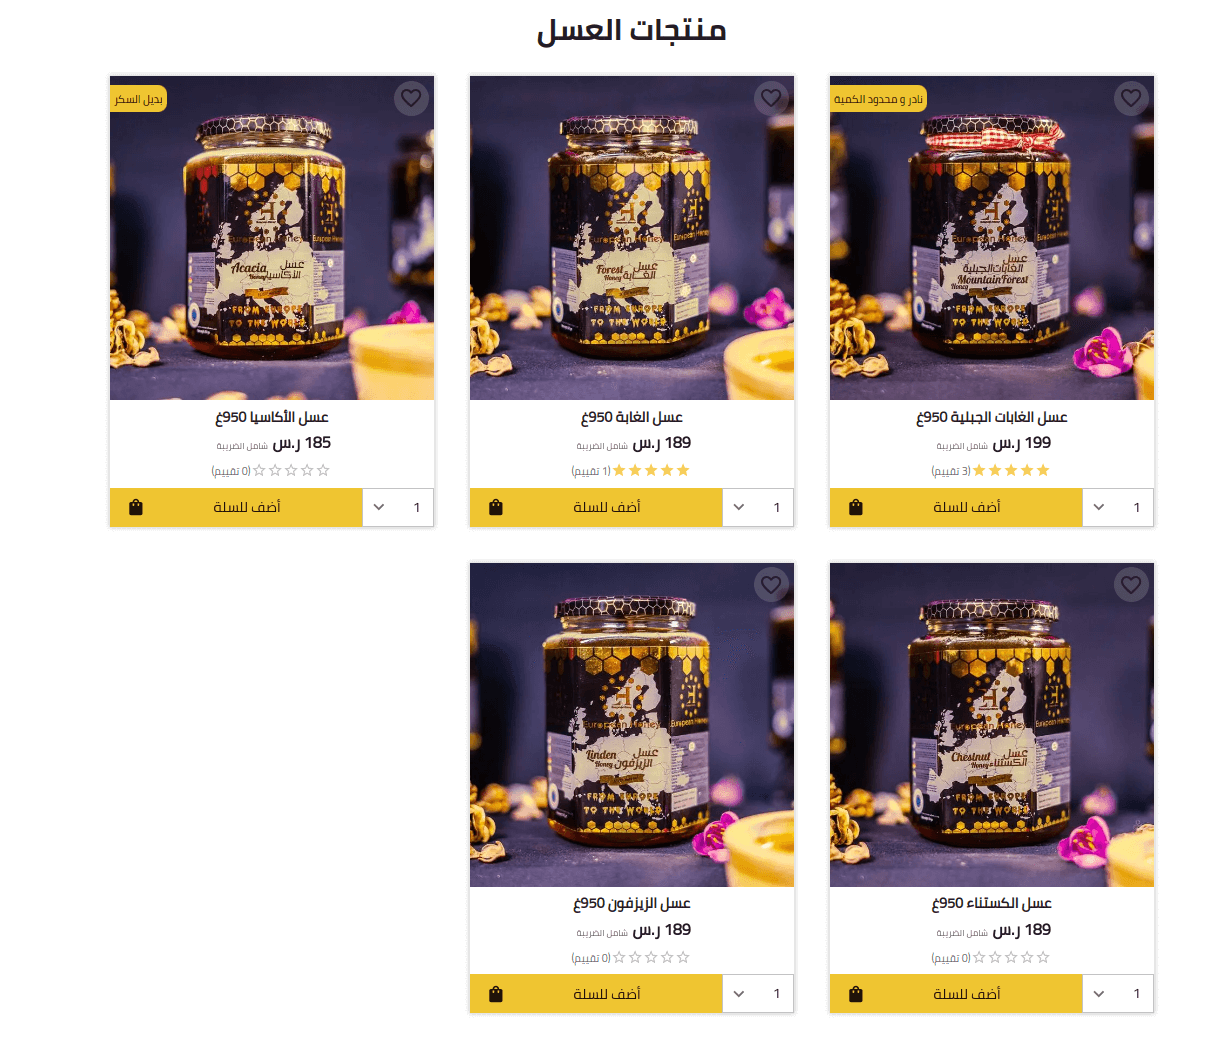 منتجات العسل
نادر و محدود الكمية
European Honey
عسل
الغابات الجبلية
Mountain Forest
Honey
FROM EUROPE
TO THE WORLD
عسل الغابات الجبلية 950غ
199 ر.س شامل الضريبة
(3 تقييم)
1
أضف للسلة
European Honey
European Honey
Forest عسل
Honey الغابة
FROM EUROPE
TO THE WORLD
عسل الغابة 950غ
189 ر.س شامل الضريبة
(1 تقييم)
1
أضف للسلة
بديل السكر
European Honey
European Honey
Acacia عسل
Honey الأكاسيا
FROM EUROPE
TO THE WORLD
عسل الأكاسيا 950غ
185 ر.س شامل الضريبة
(0 تقييم)
1
أضف للسلة
European Honey
Chestnut عسل
Honey الكستناء
FROM EUROPE
TO THE WORLD
عسل الكستناء 950غ
189 ر.س شامل الضريبة
(0 تقييم)
1
أضف للسلة
European Honey
European Honey
Linden عسل
Honey الزيزفون
FROM EUROPE
TO THE WORLD
عسل الزيزفون 950غ
189 ر.س شامل الضريبة
(0 تقييم)
1
أضف للسلة